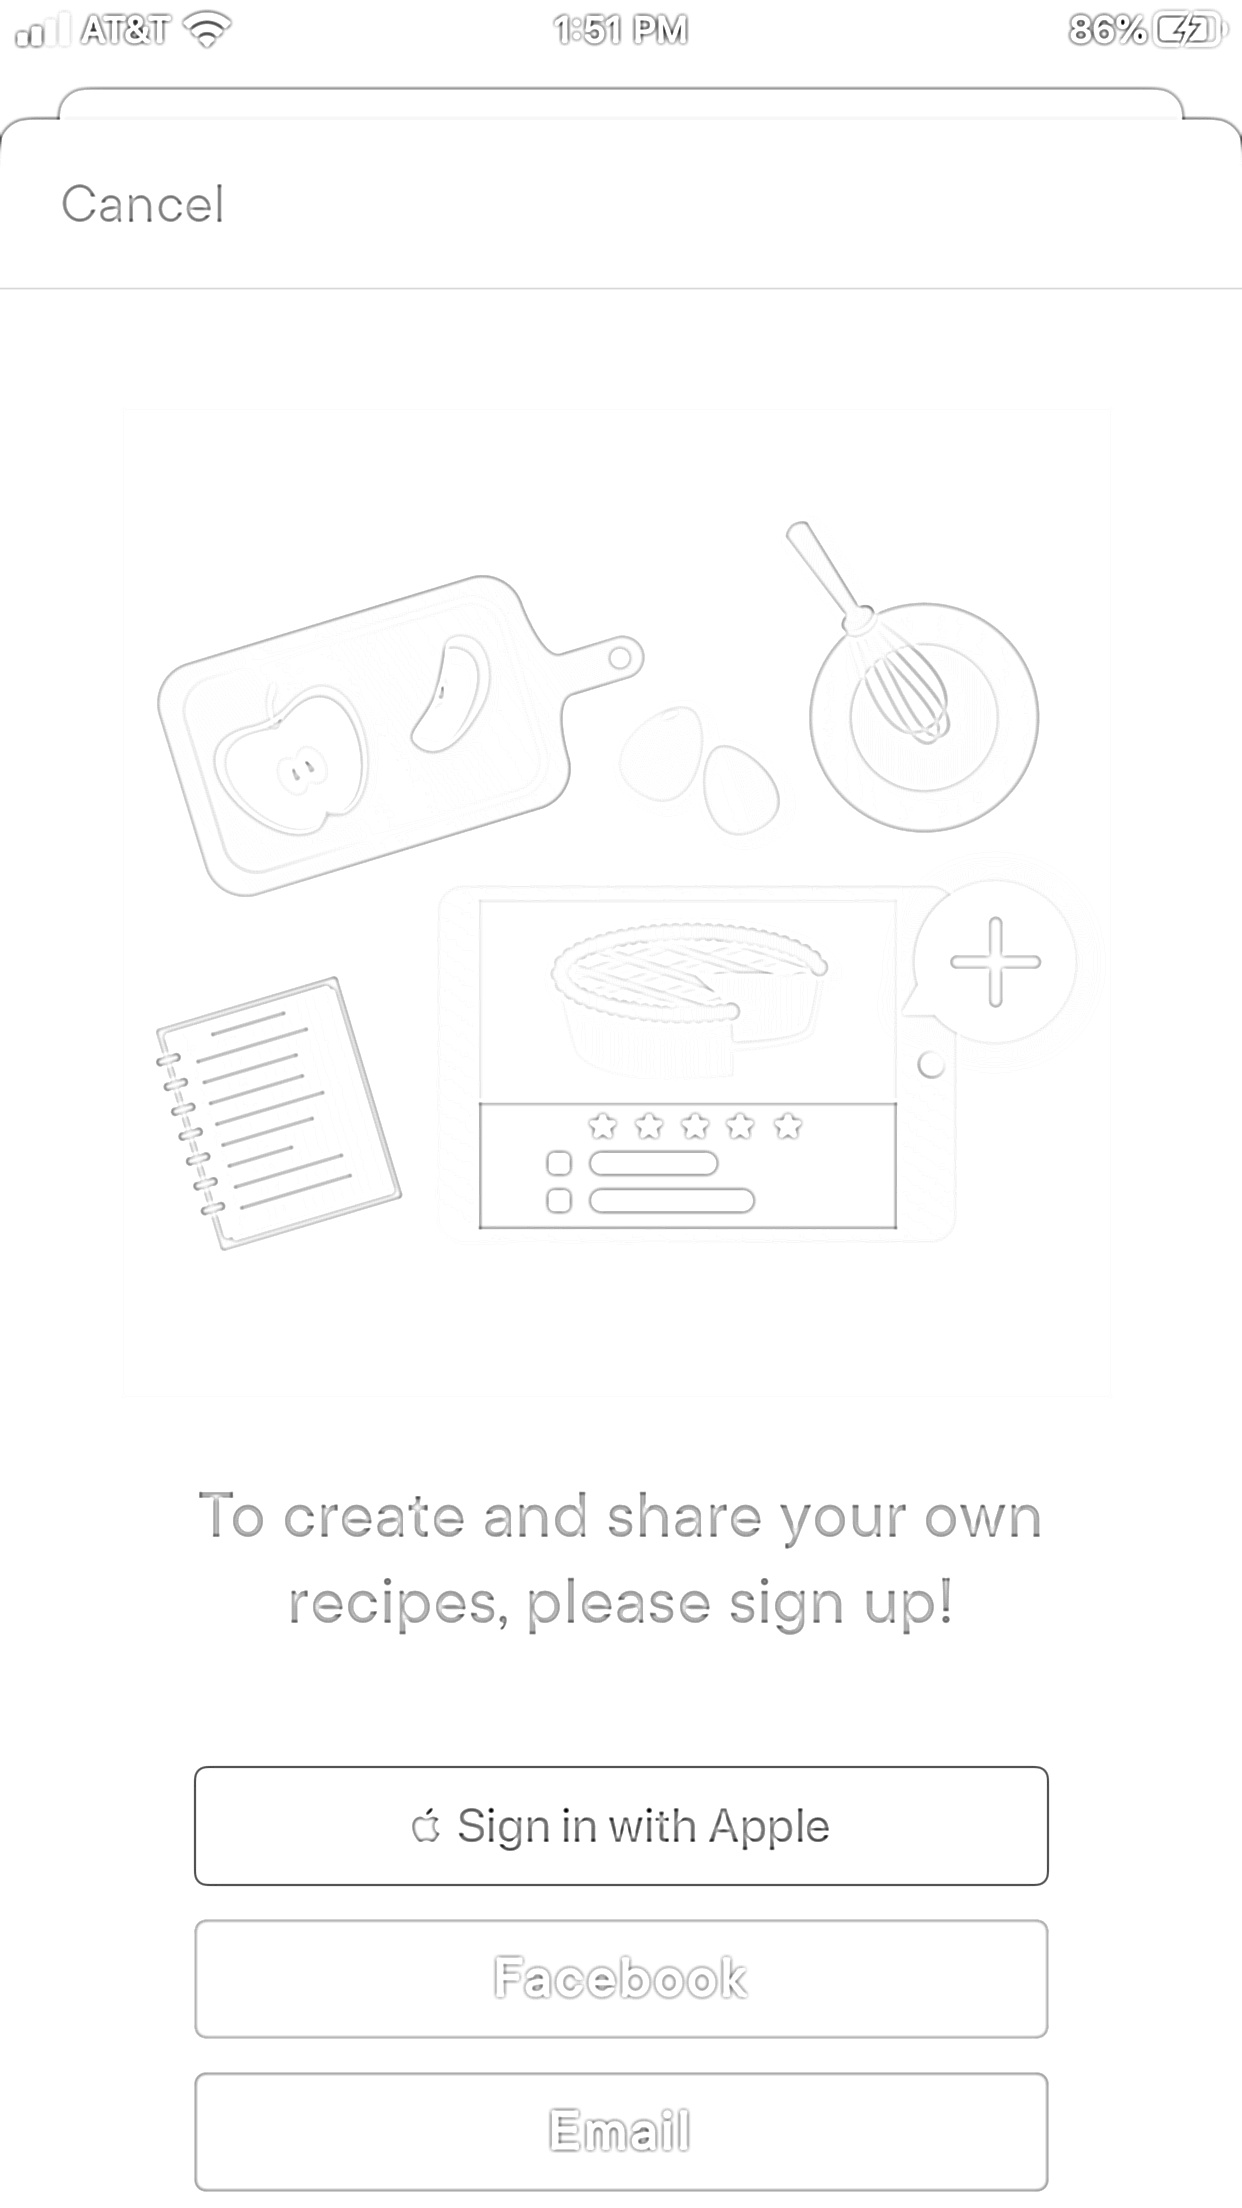 AT&T 1:51 PM 86%
Cancel
To create and share your own
recipes, please sign up!
Sign in with Apple
Facebook
Email